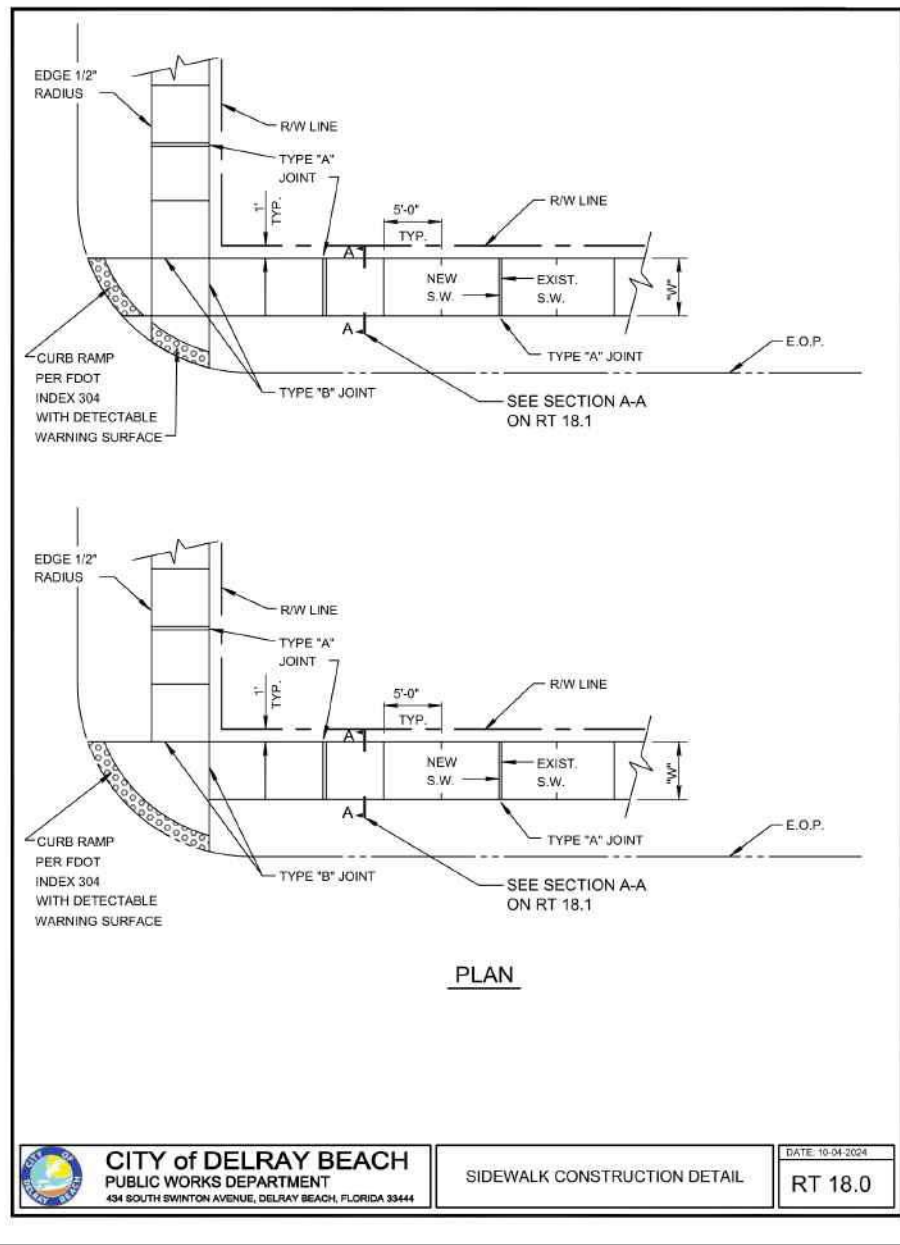 EDGE 1/2"
RADIUS
R/W LINE
TYPE "A"
JOINT
1'
TYP.
5'-0"
TYP.
R/W LINE
A
NEW
S.W.
EXIST.
S.W.
"W"
A
TYPE "A" JOINT
E.O.P.
CURB RAMP
PER FDOT
INDEX 304
WITH DETECTABLE
WARNING SURFACE
TYPE "B" JOINT
SEE SECTION A-A
ON RT 18.1
EDGE 1/2"
RADIUS
R/W LINE
TYPE "A"
JOINT
1'
TYP.
5'-0"
TYP.
R/W LINE
A
NEW
S.W.
EXIST.
S.W.
"W"
A
TYPE "A" JOINT
E.O.P.
CURB RAMP
PER FDOT
INDEX 304
WITH DETECTABLE
WARNING SURFACE
TYPE "B" JOINT
SEE SECTION A-A
ON RT 18.1
PLAN
CITY OF
DELRAY BEACH
CITY of DELRAY BEACH
PUBLIC WORKS DEPARTMENT
434 SOUTH SWINTON AVENUE, DELRAY BEACH, FLORIDA 33444
SIDEWALK CONSTRUCTION DETAIL
DATE: 10-04-2024
RT 18.0